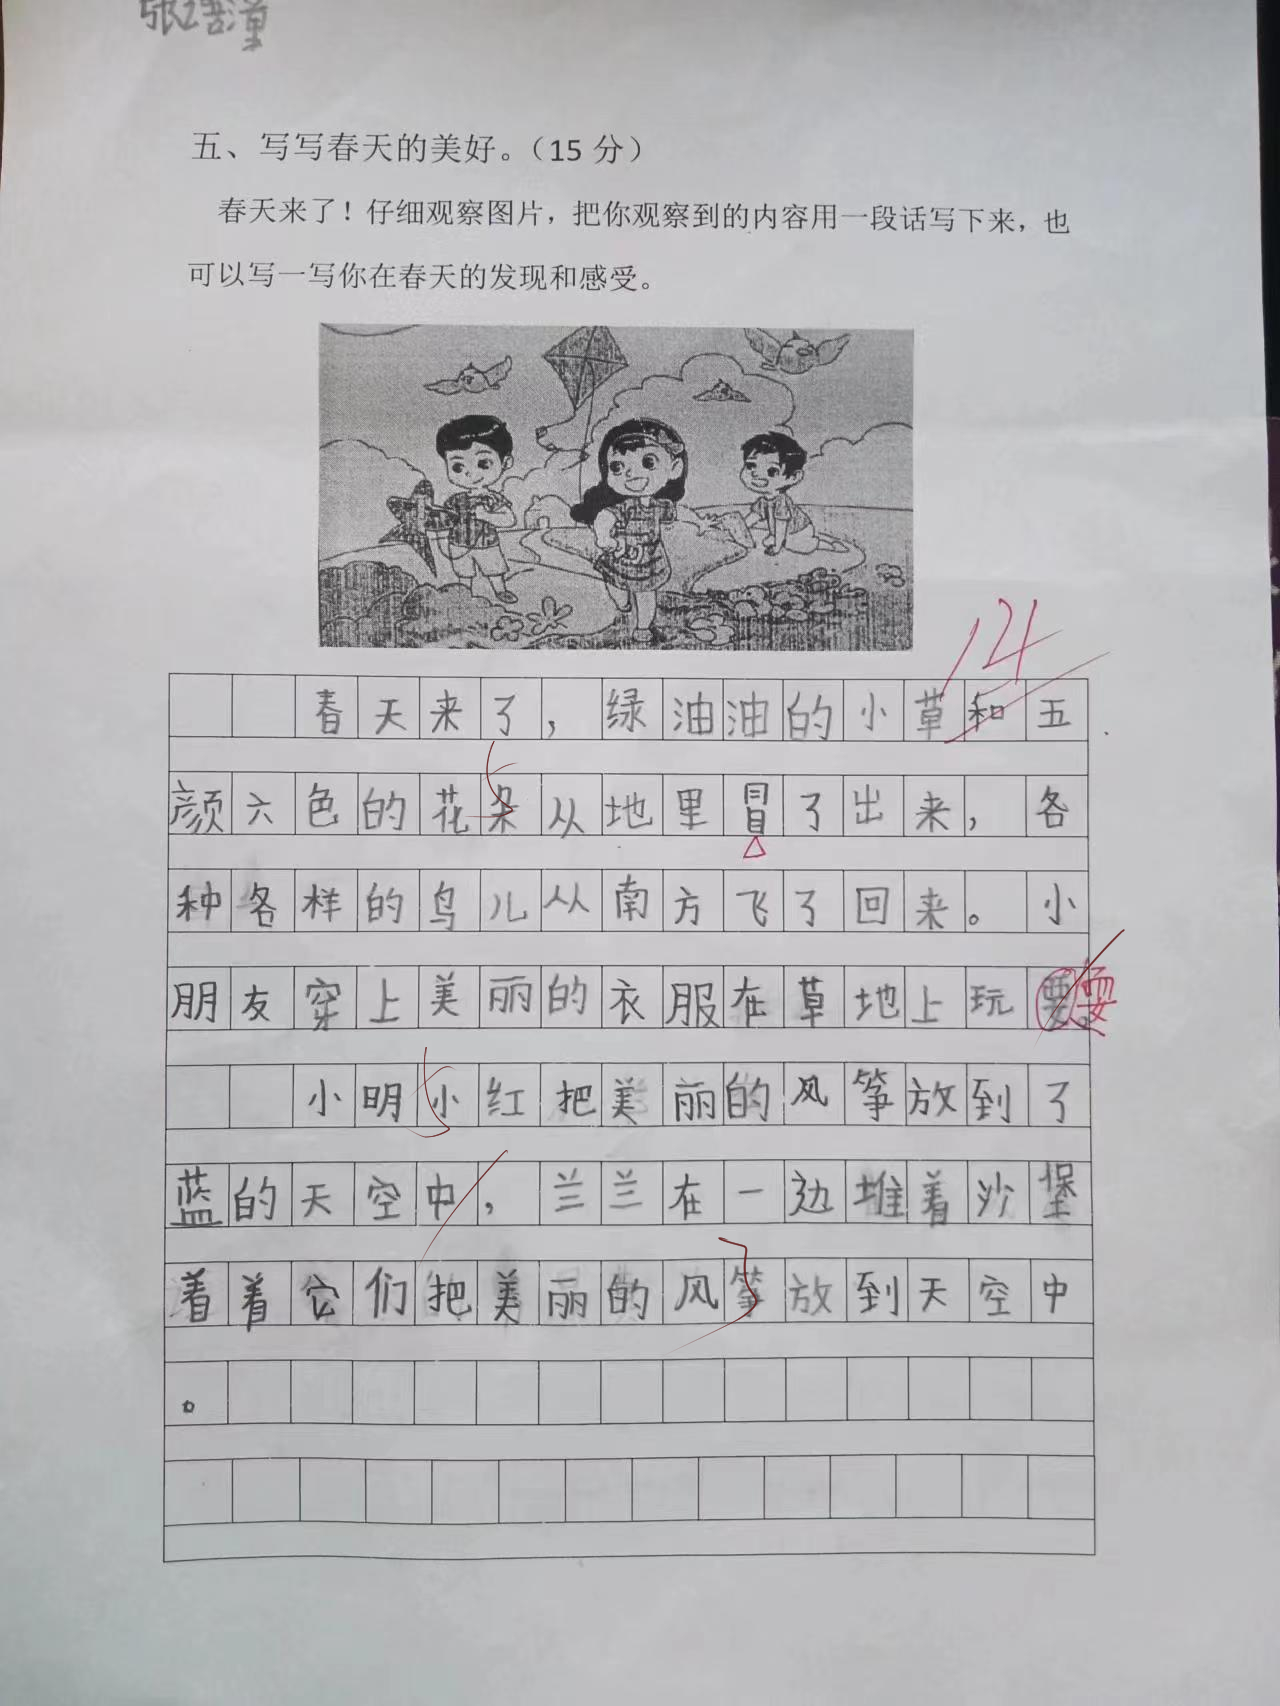 张语潼
五、写写春天的美好。（15 分）
春天来了！仔细观察图片，把你观察到的内容用一段话写下来，也
可以写一写你在春天的发现和感受。
14
春天来了，绿油油的小草和五
颜六色的花朵从地里冒了出来，各
种各样的鸟儿从南方飞了回来。小
朋友穿上美丽的衣服在草地上玩要。耍
小明小红把美丽的风筝放到了
蓝的天空中，兰兰在一边堆着沙堡
着着它们把美丽的风筝放到天空中
。